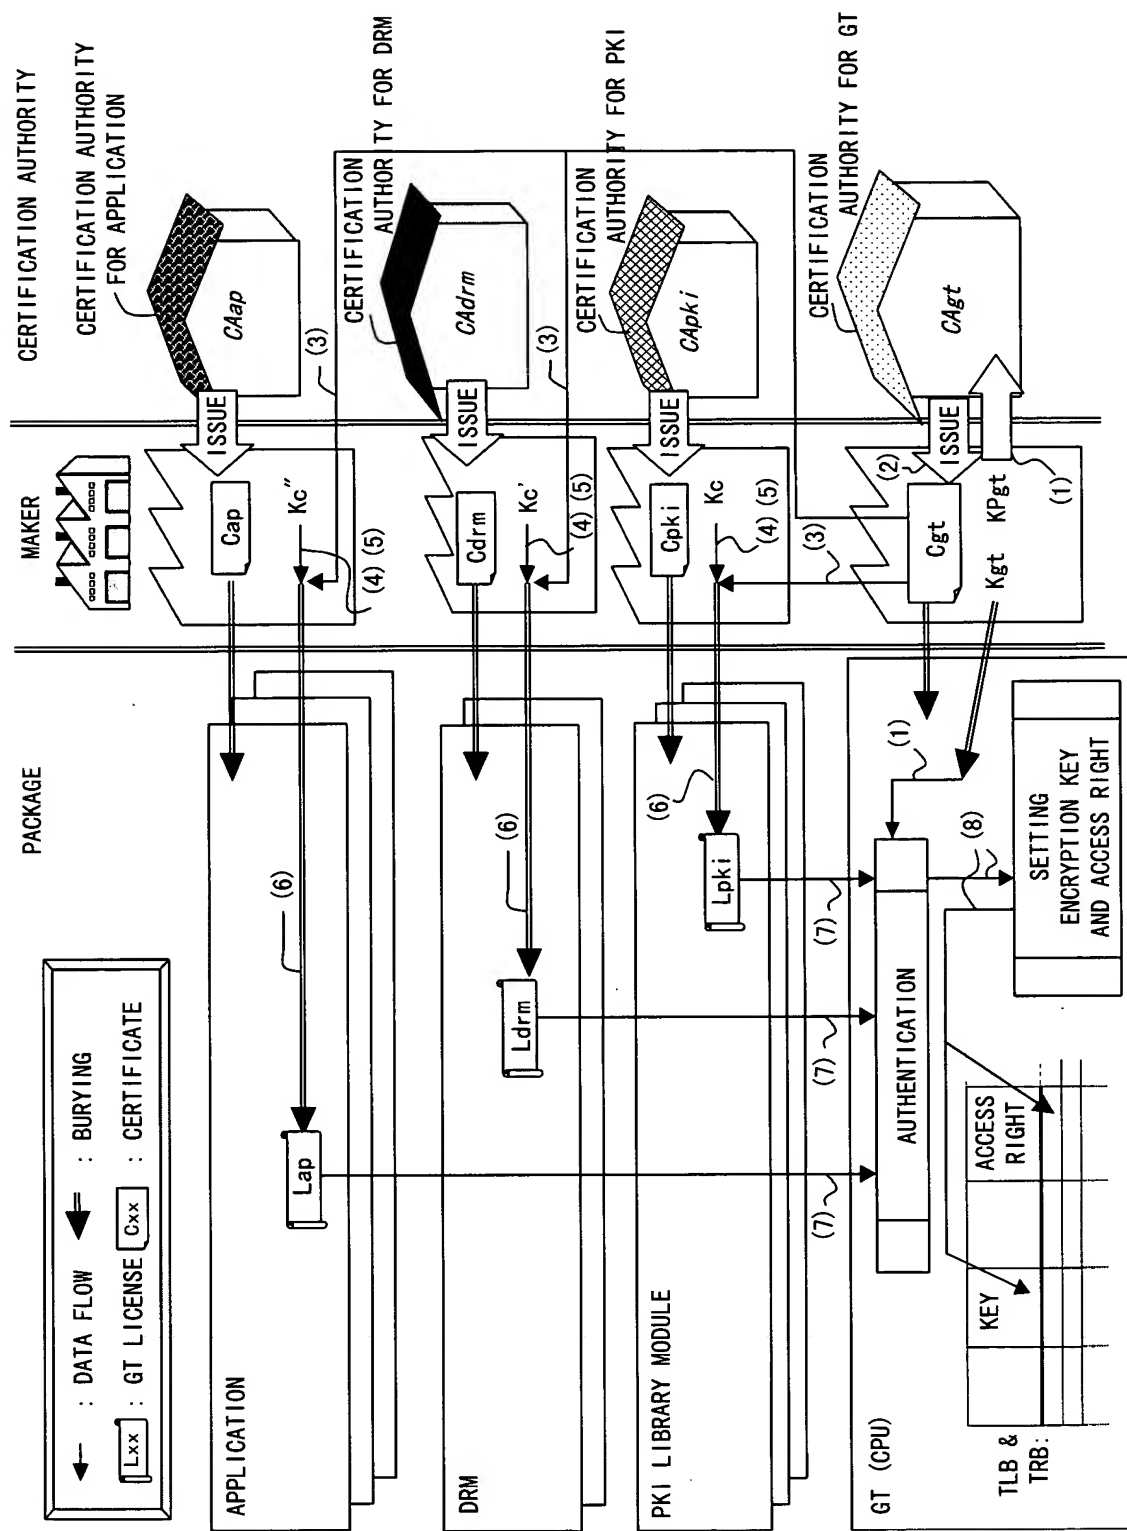 PACKAGE
MAKER
CERTIFICATION AUTHORITY
: DATA FLOW
: BURYING
Lxx
: GT LICENSE
Cxx
: CERTIFICATE
CERTIFICATION AUTHORITY
FOR APPLICATION
APPLICATION
Cap
ISSUE
CAap
Lap
(6)
Kc"
(4) (5)
(3)
DRM
Cdrm
ISSUE
CAdrm
CERTIFICATION
AUTHORITY FOR DRM
Ldrm
(6)
Kc'
(4) (5)
(3)
PKI LIBRARY MODULE
Cpki
ISSUE
CApki
CERTIFICATION
AUTHORITY FOR PKI
Lpki
(6)
Kc
(4) (5)
(3)
(7)
(7)
(7)
GT (CPU)
AUTHENTICATION
(1)
Cgt
(2)
ISSUE
CAgt
CERTIFICATION
AUTHORITY FOR GT
Kgt
KPgt
(1)
(8)
TLB &
TRB:
KEY
ACCESS
RIGHT
SETTING
ENCRYPTION KEY
AND ACCESS RIGHT